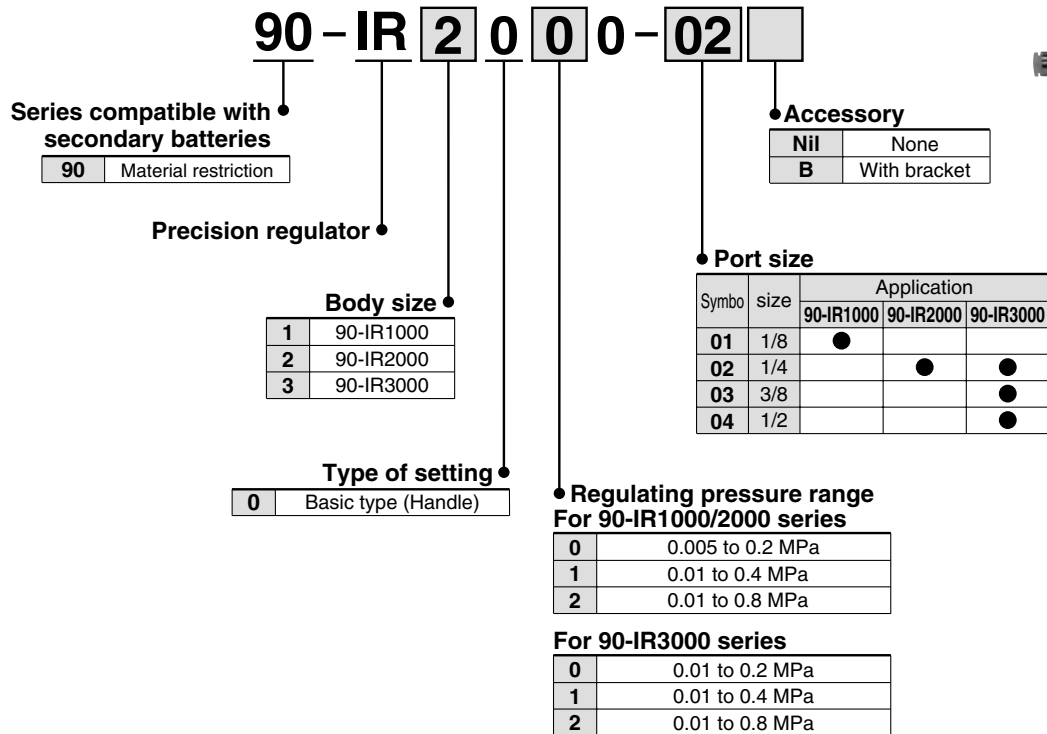 90 – IR 2 0 0 0 – 02
Series compatible with
secondary batteries
90 Material restriction
Precision regulator
Body size
1 90-IR1000
2 90-IR2000
3 90-IR3000
Type of setting
0 Basic type (Handle)
Accessory
Nil None
B With bracket
Port size
Symbo size Application
90-IR1000 90-IR2000 90-IR3000
01 1/8 ●
02 1/4 ● ●
03 3/8 ●
04 1/2 ●
Regulating pressure range
For 90-IR1000/2000 series
0 0.005 to 0.2 MPa
1 0.01 to 0.4 MPa
2 0.01 to 0.8 MPa
For 90-IR3000 series
0 0.01 to 0.2 MPa
1 0.01 to 0.4 MPa
2 0.01 to 0.8 MPa